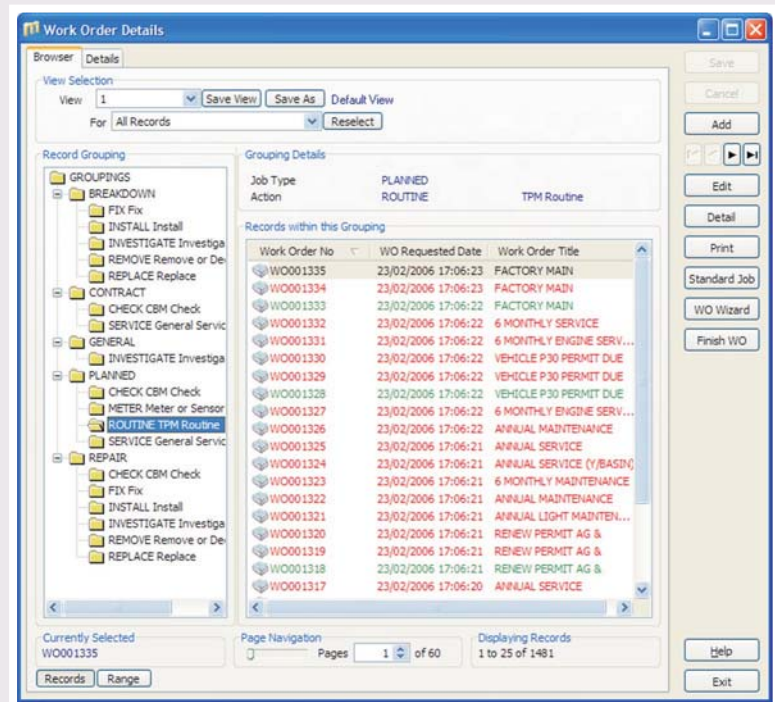 Work Order Details
Browser Details
View Selection
View 1 Save View Save As Default View
For All Records Reselect
Record Grouping
GROUPINGS
BREAKDOWN
FIX Fix
INSTALL Install
INVESTIGATE Investiga
REMOVE Remove or De
REPLACE Replace
CONTRACT
CHECK CBM Check
SERVICE General Servic
GENERAL
INVESTIGATE Investiga
PLANNED
CHECK CBM Check
METER Meter or Sensor
ROUTINE TPM Routine
SERVICE General Servic
REPAIR
CHECK CBM Check
FIX Fix
INSTALL Install
INVESTIGATE Investiga
REMOVE Remove or De
REPLACE Replace
Grouping Details
Job Type PLANNED
Action ROUTINE TPM Routine
Records within this Grouping
Work Order No WO Requested Date Work Order Title
WO001335 23/02/2006 17:06:23 FACTORY MAIN
WO001334 23/02/2006 17:06:23 FACTORY MAIN
WO001333 23/02/2006 17:06:22 FACTORY MAIN
WO001332 23/02/2006 17:06:22 6 MONTHLY SERVICE
WO001331 23/02/2006 17:06:22 6 MONTHLY ENGINE SERV...
WO001330 23/02/2006 17:06:22 VEHICLE P30 PERMIT DUE
WO001329 23/02/2006 17:06:22 VEHICLE P30 PERMIT DUE
WO001328 23/02/2006 17:06:22 VEHICLE P30 PERMIT DUE
WO001327 23/02/2006 17:06:22 6 MONTHLY ENGINE SERV...
WO001326 23/02/2006 17:06:22 ANNUAL MAINTENANCE
WO001325 23/02/2006 17:06:21 ANNUAL SERVICE
WO001324 23/02/2006 17:06:21 ANNUAL SERVICE (Y/BASIN)
WO001323 23/02/2006 17:06:21 6 MONTHLY MAINTENANCE
WO001322 23/02/2006 17:06:21 ANNUAL MAINTENANCE
WO001321 23/02/2006 17:06:21 ANNUAL LIGHT MAINTEN...
WO001320 23/02/2006 17:06:21 RENEW PERMIT AG &
WO001319 23/02/2006 17:06:21 RENEW PERMIT AG &
WO001318 23/02/2006 17:06:21 RENEW PERMIT AG &
WO001317 23/02/2006 17:06:20 ANNUAL SERVICE
Currently Selected
WO001335
Page Navigation
Pages 1 of 60
Displaying Records
1 to 25 of 1481
Records Range
Save
Cancel
Add
Edit
Detail
Print
Standard Job
WO Wizard
Finish WO
Help
Exit